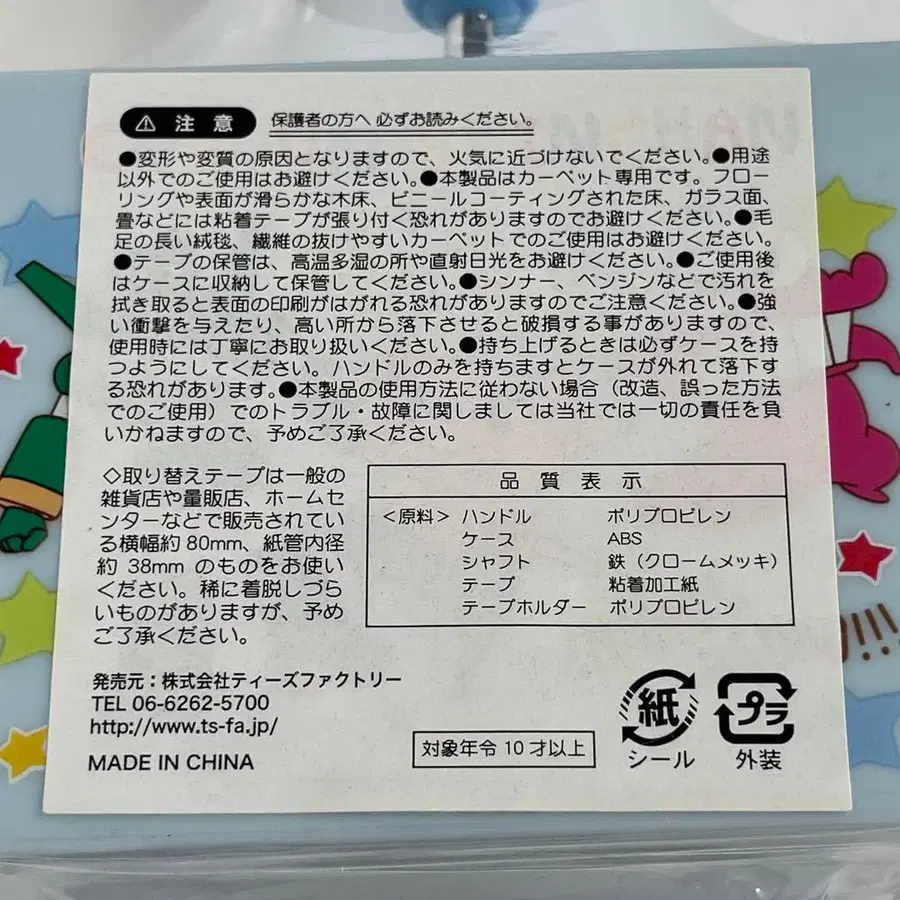 ⚠ 注意 保護者の方へ 必ずお読みください。
●変形や変質の原因となりますので、火気に近づけないでください。●用途
以外でのご使用はお避けください。●本製品はカーペット専用です。フロー
リングや表面が滑らかな木床、ビニールコーティングされた床、ガラス面、
畳などには粘着テープが張り付く恐れがありますのでお避けください。●毛
足の長い絨毯、繊維の抜けやすいカーペットでのご使用はお避けください。
●テープの保管は、高温多湿の所や直射日光をお避けください。●ご使用後
はケースに収納して保管してください。●シンナー、ベンジンなどで汚れを
拭き取ると表面の印刷がはがれる恐れがありますのでご注意ください。●強
い衝撃を与えたり、高い所から落下させると破損する事がありますので、
使用時には丁寧にお取り扱いください。●持ち上げるときは必ずケースを持
つようにしてください。ハンドルのみを持ちますとケースが外れて落下す
る恐れがあります。●本製品の使用方法に従わない場合（改造、誤った方法
でのご使用）でのトラブル・故障に関しましては当社では一切の責任を負
いかねますので、予めご了承ください。
◇取り替えテープは一般の
雑貨店や量販店、ホームセ
ンターなどで販売されてい
る横幅約80mm、紙管内径
約38mmのものをお使い
ください。稀に着脱しづら
いものがありますが、予め
ご了承ください。
品質表示
＜原料＞ ハンドル ポリプロピレン
ケース ABS
シャフト 鉄（クロームメッキ）
テープ 粘着加工紙
テープホルダー ポリプロピレン
発売元：株式会社ティーズファクトリー
TEL 06-6262-5700
http://www.ts-fa.jp/
MADE IN CHINA
対象年令10才以上
紙
シール
プラ
外装